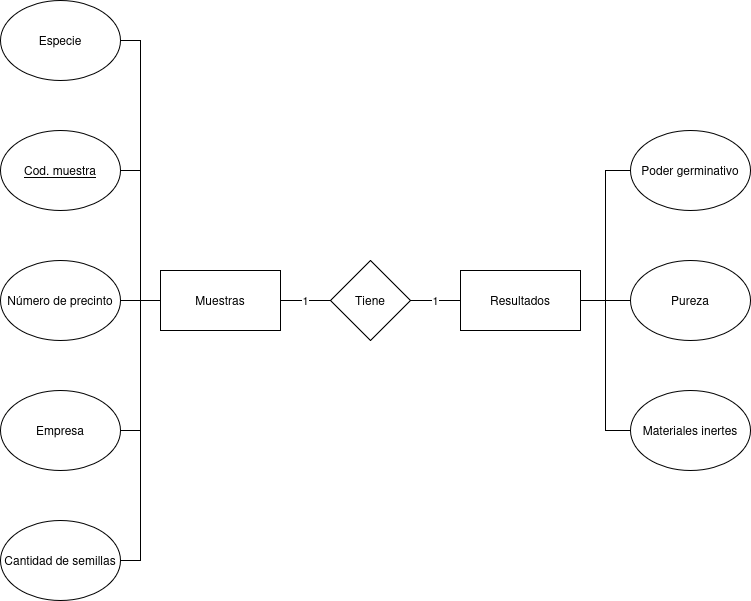 Especie
Cod. muestra
Poder germinativo
Número de precinto
Muestras
1
Tiene
1
Resultados
Pureza
Empresa
Materiales inertes
Cantidad de semillas